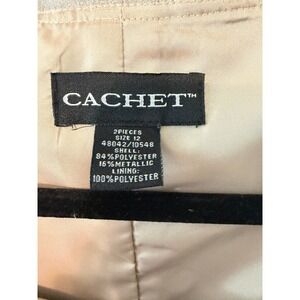 CACHET™
2PIECES
SIZE 12
48042/10548
SHELL:
84%POLYESTER
16%METALLIC
LINING:
100%POLYESTER